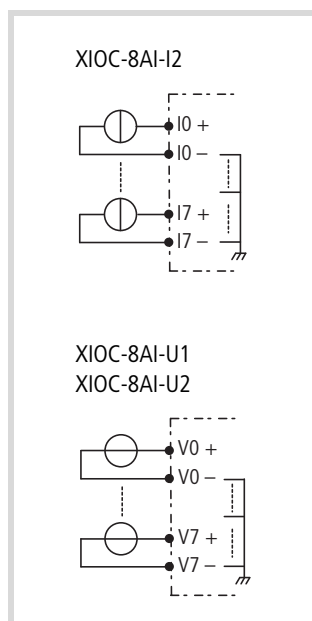 XIOC-8AI-I2
I0 +
I0 –
I7 +
I7 –
XIOC-8AI-U1
XIOC-8AI-U2
V0 +
V0 –
V7 +
V7 –